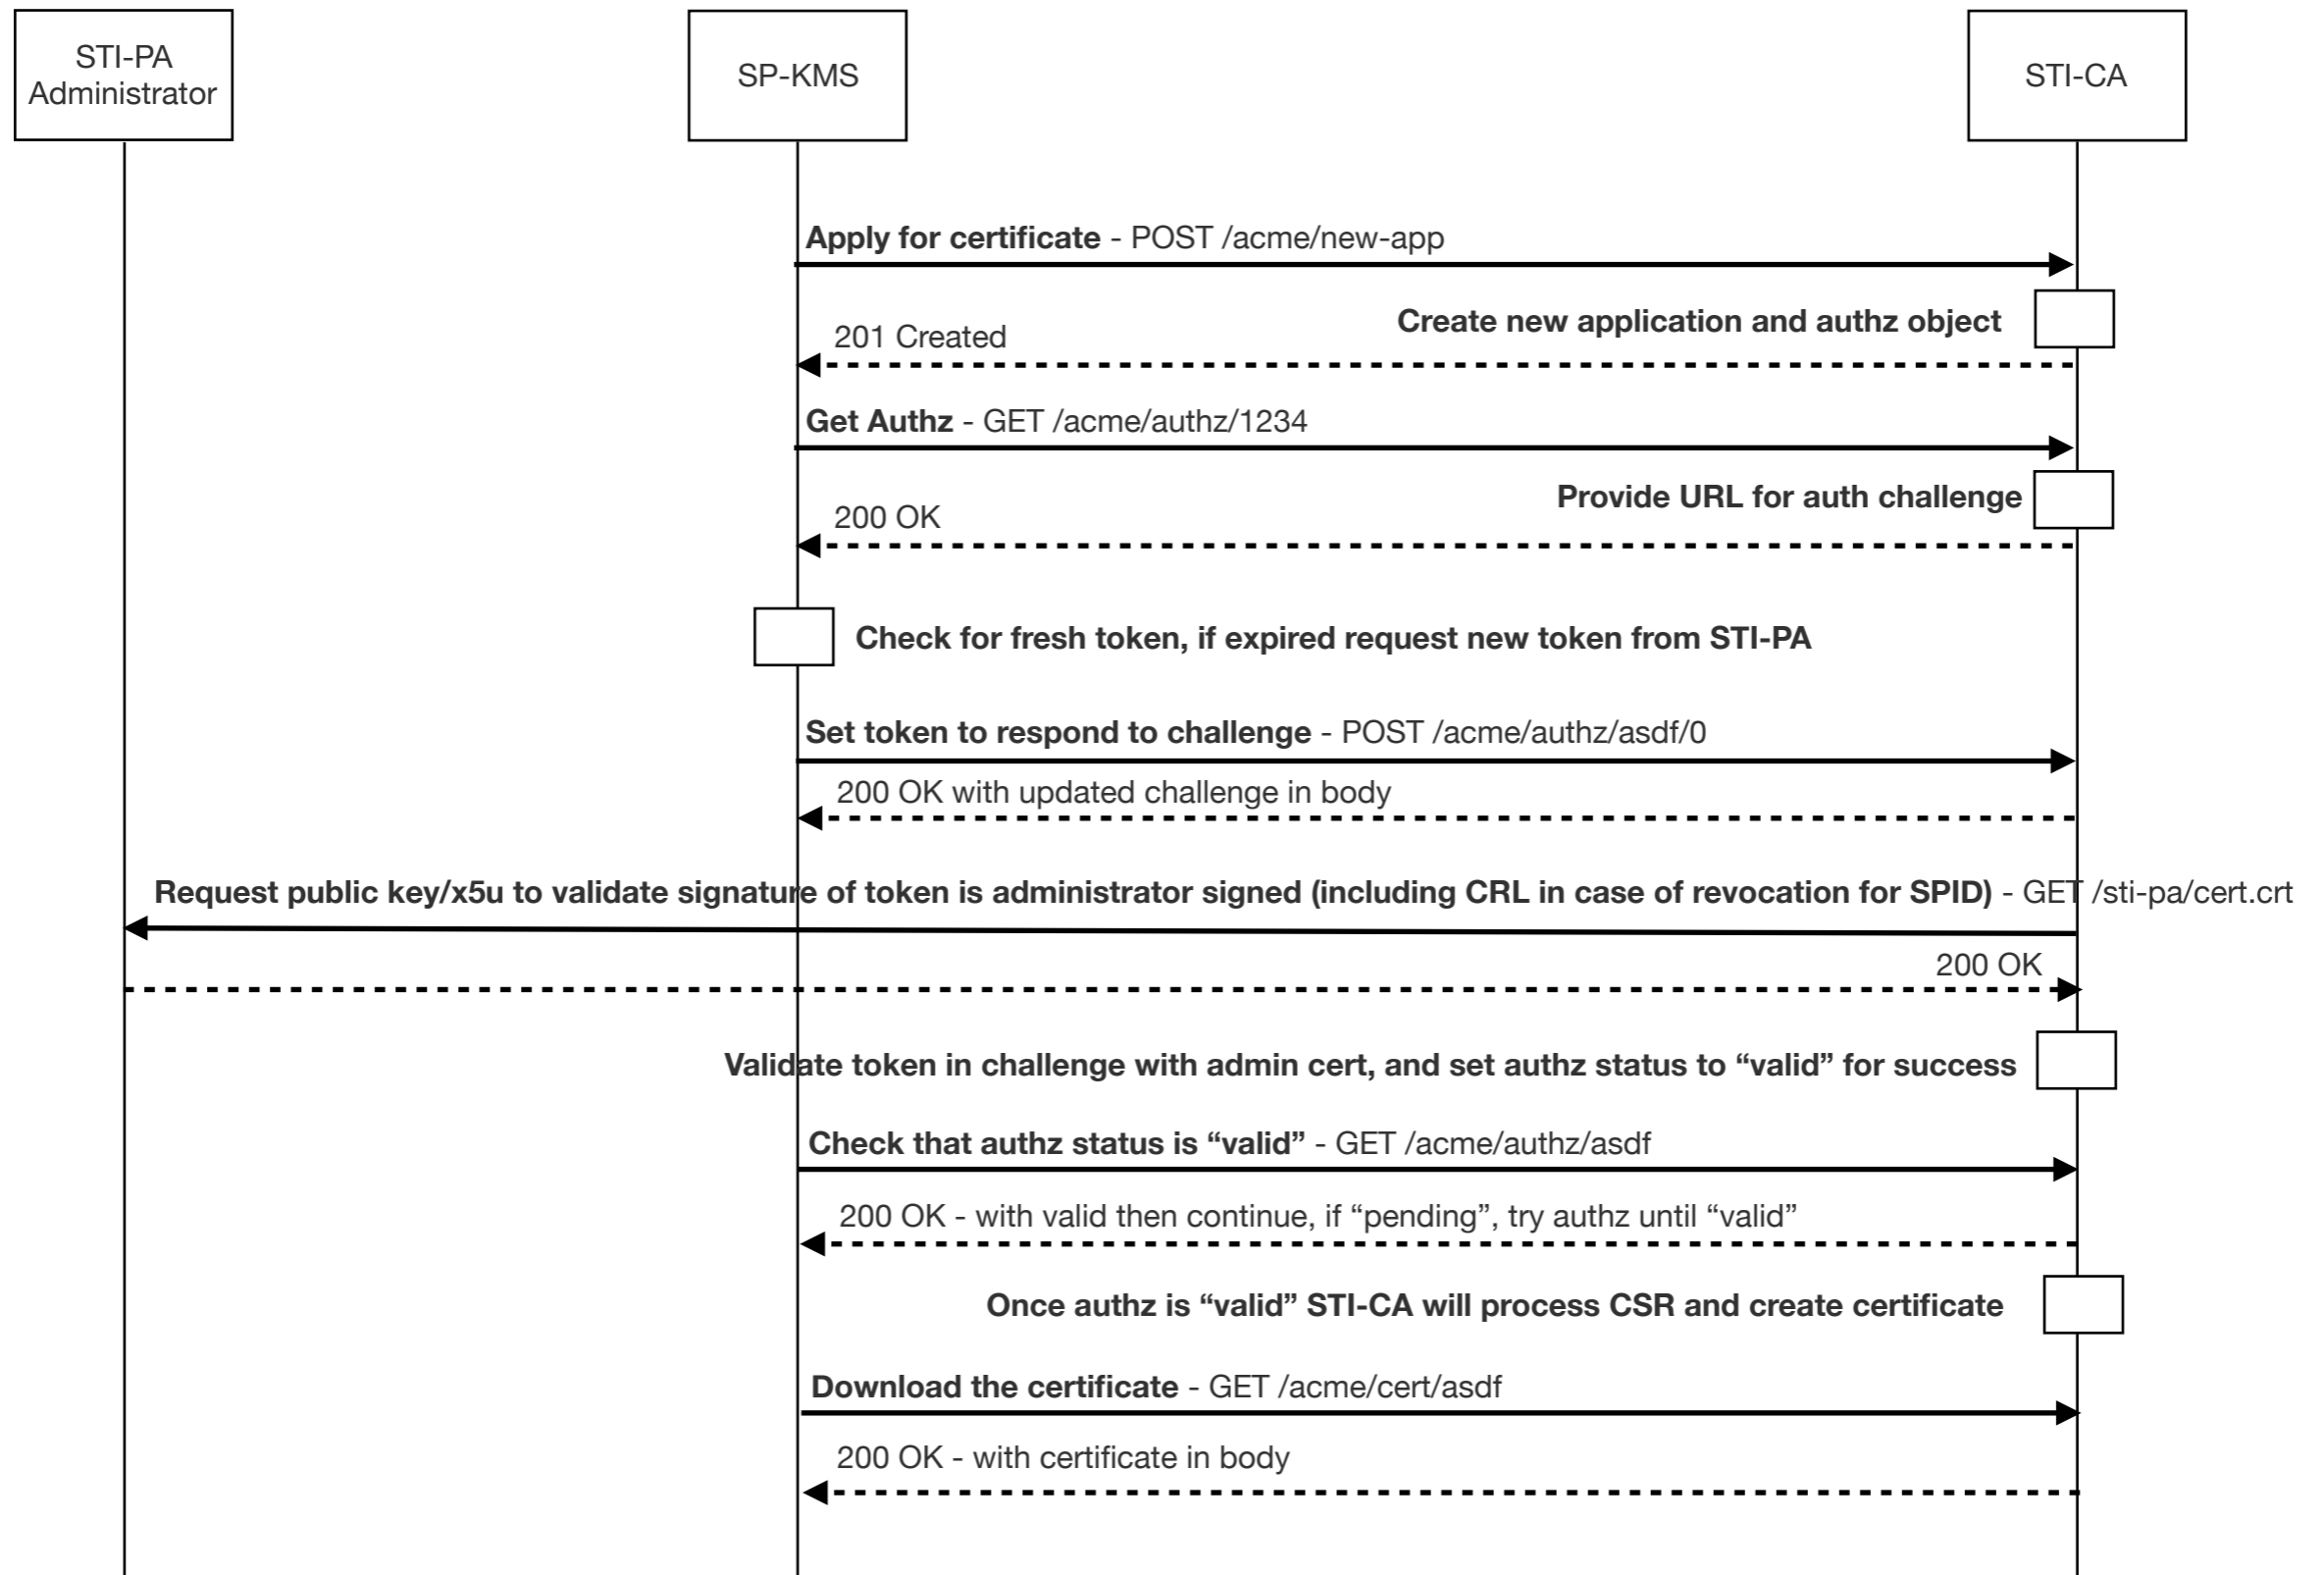 STI-PA
Administrator
SP-KMS
STI-CA
Apply for certificate - POST /acme/new-app
Create new application and authz object
201 Created
Get Authz - GET /acme/authz/1234
Provide URL for auth challenge
200 OK
Check for fresh token, if expired request new token from STI-PA
Set token to respond to challenge - POST /acme/authz/asdf/0
200 OK with updated challenge in body
Request public key/x5u to validate signature of token is administrator signed (including CRL in case of revocation for SPID) - GET /sti-pa/cert.crt
200 OK
Validate token in challenge with admin cert, and set authz status to “valid” for success
Check that authz status is “valid” - GET /acme/authz/asdf
200 OK - with valid then continue, if “pending”, try authz until “valid”
Once authz is “valid” STI-CA will process CSR and create certificate
Download the certificate - GET /acme/cert/asdf
200 OK - with certificate in body